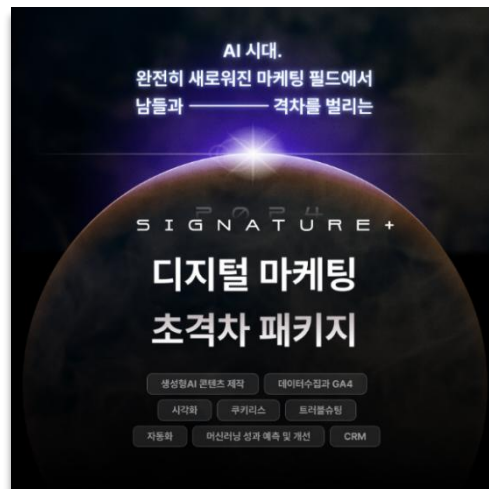 AI 시대.
완전히 새로워진 마케팅 필드에서
남들과 ——— 격차를 벌리는
2024
SIGNATURE+
디지털 마케팅
초격차 패키지
생성형AI 콘텐츠 제작 데이터수집과 GA4
시각화 쿠키리스 트러블슈팅
자동화 머신러닝 성과 예측 및 개선 CRM